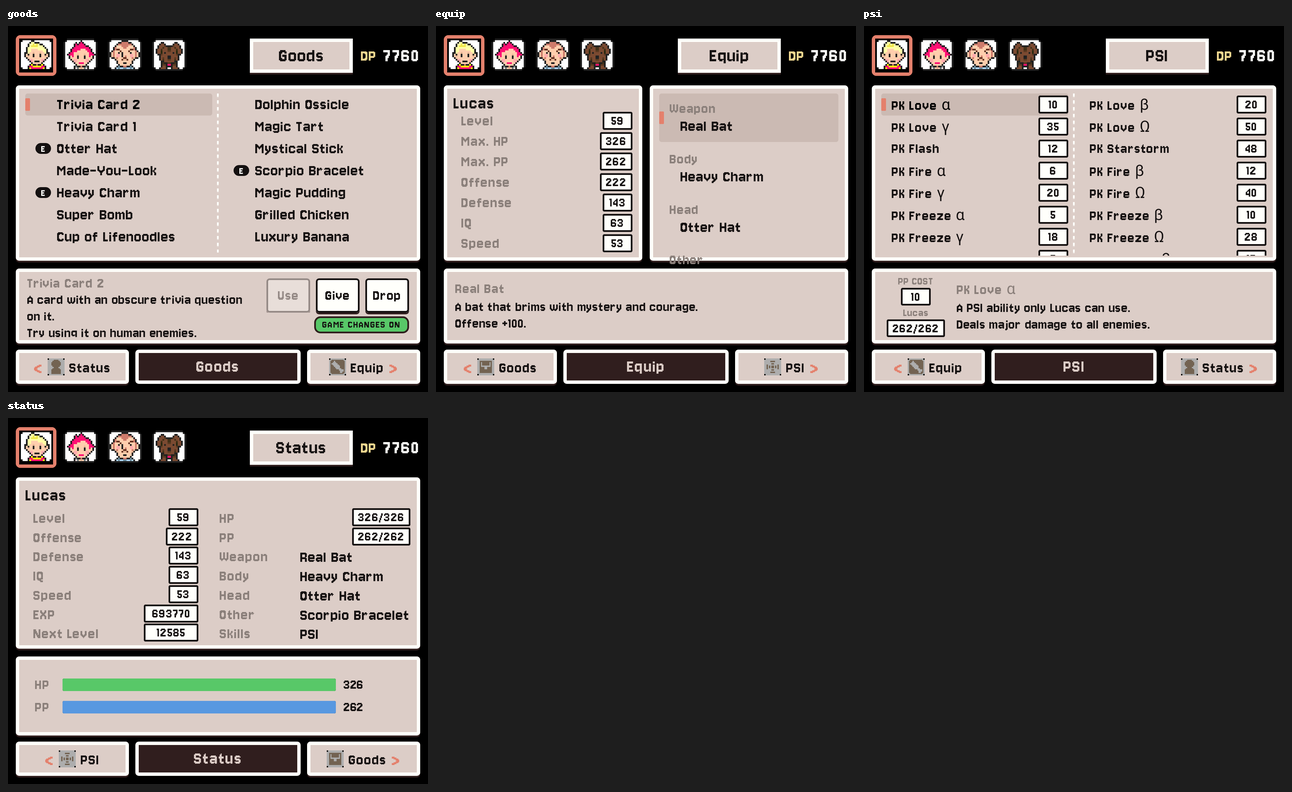 goods
Goods
DP 7760
Trivia Card 2
Dolphin Ossicle
Trivia Card 1
Magic Tart
E Otter Hat
Mystical Stick
Made-You-Look
E Scorpio Bracelet
E Heavy Charm
Magic Pudding
Super Bomb
Grilled Chicken
Cup of Lifenoodles
Luxury Banana
Trivia Card 2
A card with an obscure trivia question
on it.
Try using it on human enemies.
Use
Give
Drop
GAME CHANGES ON
< Status
Goods
Equip >
equip
Equip
DP 7760
Lucas
Level 59
Max. HP 326
Max. PP 262
Offense 222
Defense 143
IQ 63
Speed 53
Weapon
Real Bat
Body
Heavy Charm
Head
Otter Hat
Other
Real Bat
A bat that brims with mystery and courage.
Offense +100.
< Goods
Equip
PSI >
psi
PSI
DP 7760
PK Love α 10
PK Love β 20
PK Love γ 35
PK Love Ω 50
PK Flash 12
PK Starstorm 48
PK Fire α 6
PK Fire β 12
PK Fire γ 20
PK Fire Ω 40
PK Freeze α 5
PK Freeze β 10
PK Freeze γ 18
PK Freeze Ω 28
PP COST
10
Lucas
262/262
PK Love α
A PSI ability only Lucas can use.
Deals major damage to all enemies.
< Equip
PSI
Status >
status
Status
DP 7760
Lucas
Level 59
HP 326/326
Offense 222
PP 262/262
Defense 143
Weapon Real Bat
IQ 63
Body Heavy Charm
Speed 53
Head Otter Hat
EXP 693770
Other Scorpio Bracelet
Next Level 12585
Skills PSI
HP 326
PP 262
< PSI
Status
Goods >